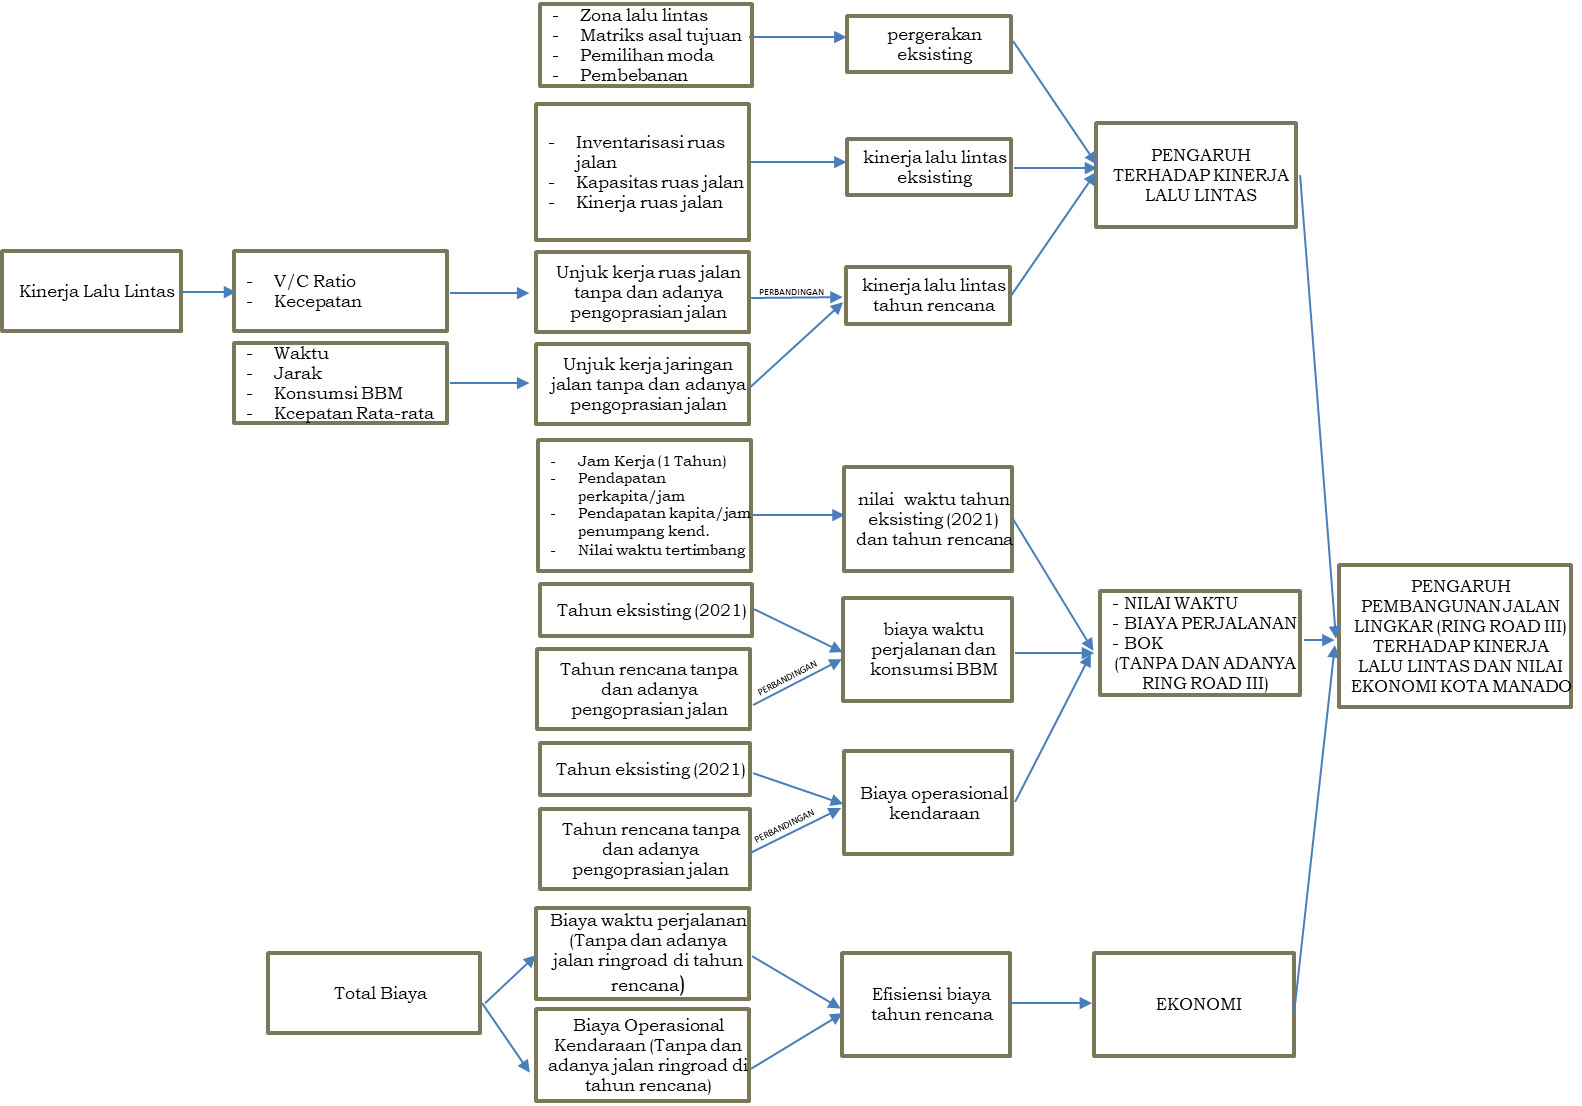 - Zona lalu lintas
- Matriks asal tujuan
- Pemilihan moda
- Pembebanan
pergerakan
eksisting
- Inventarisasi ruas
jalan
- Kapasitas ruas jalan
- Kinerja ruas jalan
kinerja lalu lintas
eksisting
PENGARUH
TERHADAP KINERJA
LALU LINTAS
Kinerja Lalu Lintas
- V/C Ratio
- Kecepatan
Unjuk kerja ruas jalan
tanpa dan adanya
pengoprasian jalan
PERBANDINGAN
kinerja lalu lintas
tahun rencana
- Waktu
- Jarak
- Konsumsi BBM
- Kcepatan Rata-rata
Unjuk kerja jaringan
jalan tanpa dan adanya
pengoprasian jalan
- Jam Kerja (1 Tahun)
- Pendapatan
perkapita/jam
- Pendapatan kapita/jam
penumpang kend.
- Nilai waktu tertimbang
nilai waktu tahun
eksisting (2021)
dan tahun rencana
Tahun eksisting (2021)
Tahun rencana tanpa
dan adanya
pengoprasian jalan
PERBANDINGAN
biaya waktu
perjalanan dan
konsumsi BBM
- NILAI WAKTU
- BIAYA PERJALANAN
- BOK
(TANPA DAN ADANYA
RING ROAD III)
PENGARUH
PEMBANGUNAN JALAN
LINGKAR (RING ROAD III)
TERHADAP KINERJA
LALU LINTAS DAN NILAI
EKONOMI KOTA MANADO
Tahun eksisting (2021)
Tahun rencana tanpa
dan adanya
pengoprasian jalan
PERBANDINGAN
Biaya operasional
kendaraan
Total Biaya
Biaya waktu perjalanan
(Tanpa dan adanya
jalan ringroad di tahun
rencana)
Biaya Operasional
Kendaraan (Tanpa dan
adanya jalan ringroad di
tahun rencana)
Efisiensi biaya
tahun rencana
EKONOMI